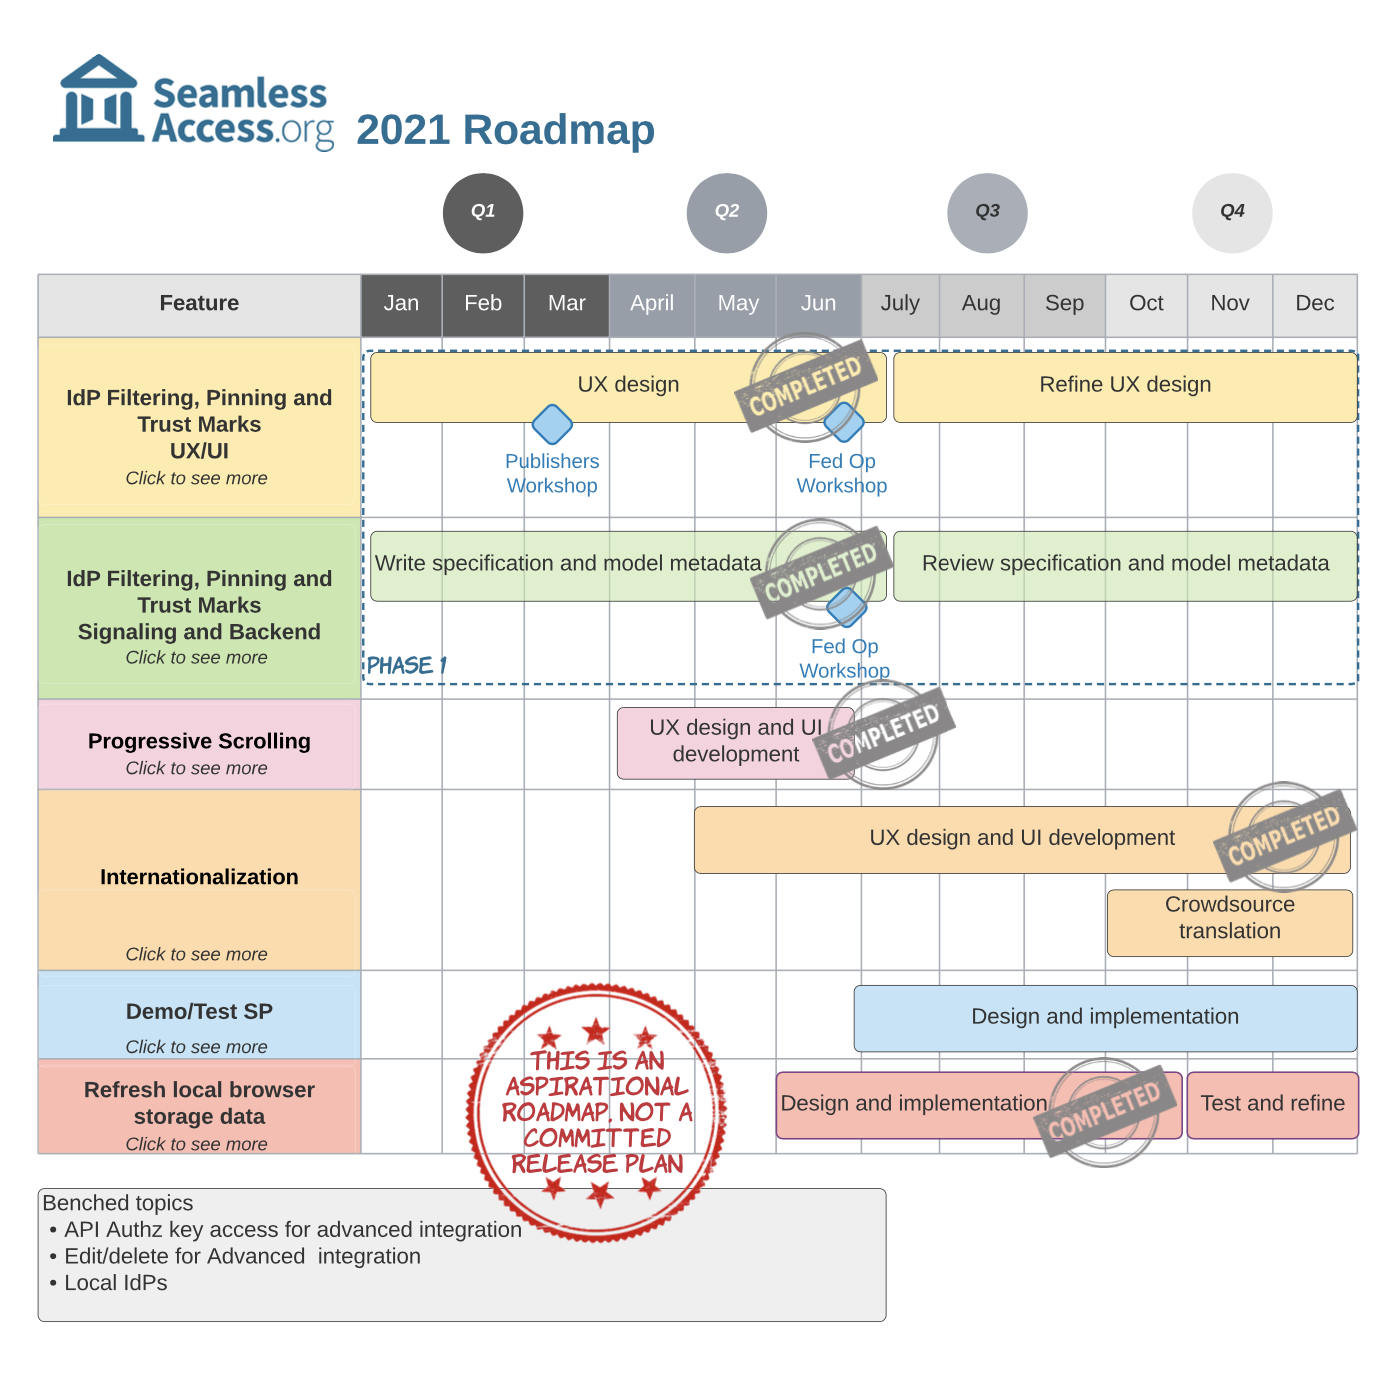 Seamless
Access.org
2021 Roadmap
Q1
Q2
Q3
Q4
Feature
Jan
Feb
Mar
April
May
Jun
July
Aug
Sep
Oct
Nov
Dec
IdP Filtering, Pinning and
Trust Marks
UX/UI
Click to see more
UX design
COMPLETED
Refine UX design
Publishers
Workshop
Fed Op
Workshop
IdP Filtering, Pinning and
Trust Marks
Signaling and Backend
Click to see more
Write specification and model metadata
COMPLETED
Review specification and model metadata
Fed Op
Workshop
PHASE 1
Progressive Scrolling
Click to see more
UX design and UI
development
COMPLETED
Internationalization
Click to see more
UX design and UI development
COMPLETED
Crowdsource
translation
Demo/Test SP
Click to see more
Design and implementation
Refresh local browser
storage data
Click to see more
Design and implementation
COMPLETED
Test and refine
THIS IS AN
ASPIRATIONAL
ROADMAP. NOT A
COMMITTED
RELEASE PLAN
Benched topics
• API Authz key access for advanced integration
• Edit/delete for Advanced  integration
• Local IdPs